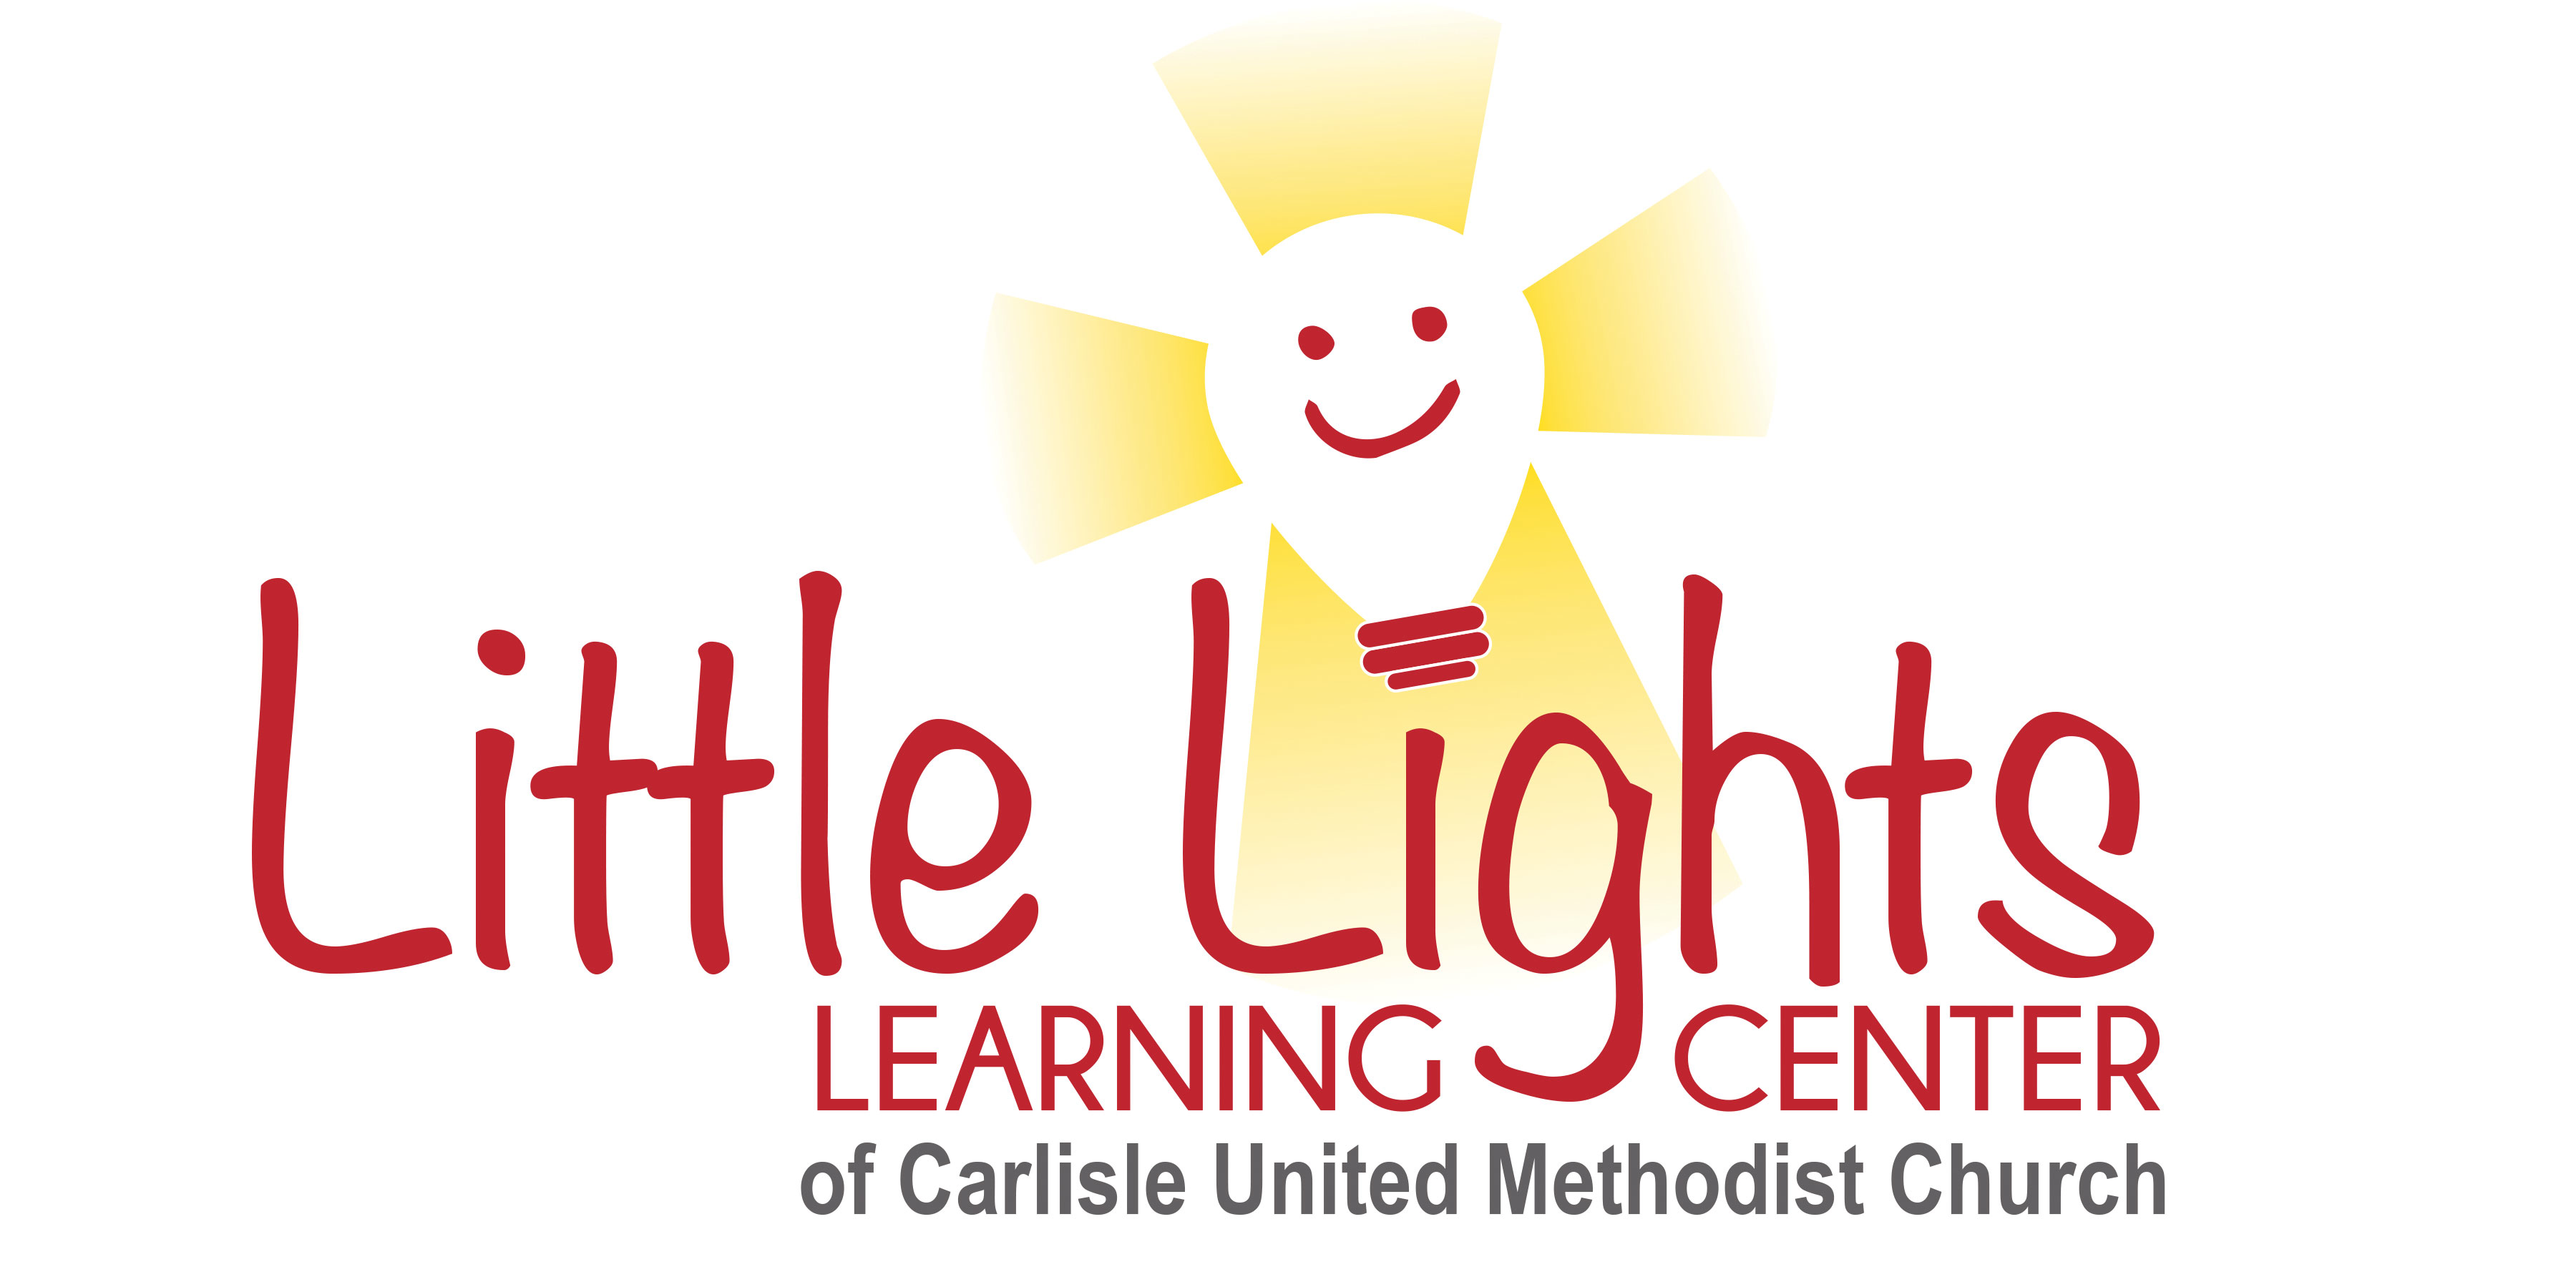 Little Lights
LEARNING CENTER
of Carlisle United Methodist Church